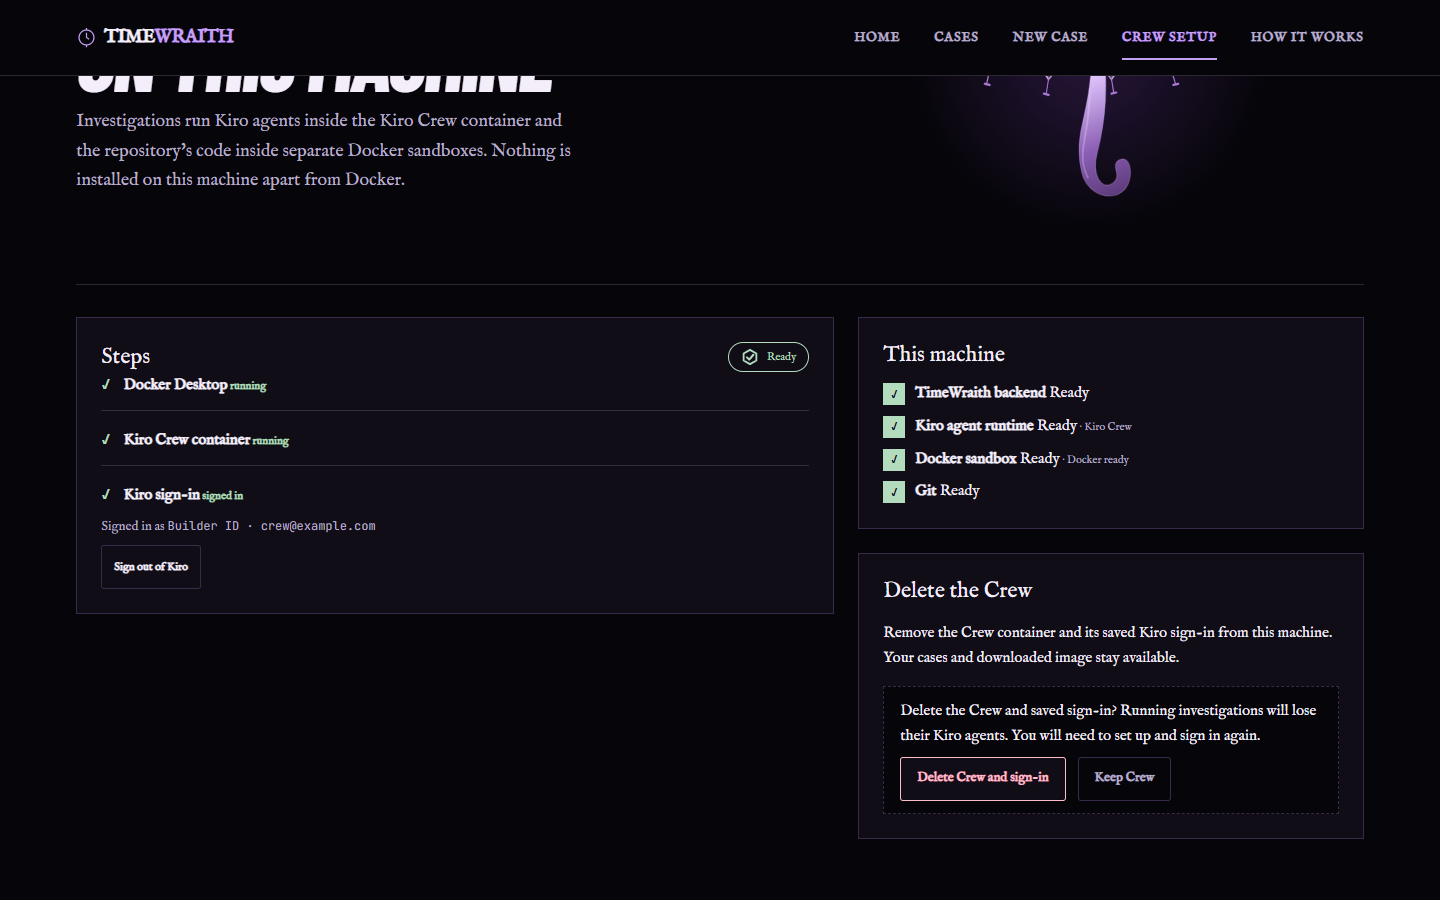 TIMEWRAITH
HOME
CASES
NEW CASE
CREW SETUP
HOW IT WORKS
ON THIS MACHINE
Investigations run Kiro agents inside the Kiro Crew container and
the repository's code inside separate Docker sandboxes. Nothing is
installed on this machine apart from Docker.
Steps
Ready
✓ Docker Desktop running
✓ Kiro Crew container running
✓ Kiro sign-in signed in
Signed in as Builder ID · crew@example.com
Sign out of Kiro
This machine
✓ TimeWraith backend Ready
✓ Kiro agent runtime Ready · Kiro Crew
✓ Docker sandbox Ready · Docker ready
✓ Git Ready
Delete the Crew
Remove the Crew container and its saved Kiro sign-in from this machine.
Your cases and downloaded image stay available.
Delete the Crew and saved sign-in? Running investigations will lose
their Kiro agents. You will need to set up and sign in again.
Delete Crew and sign-in
Keep Crew